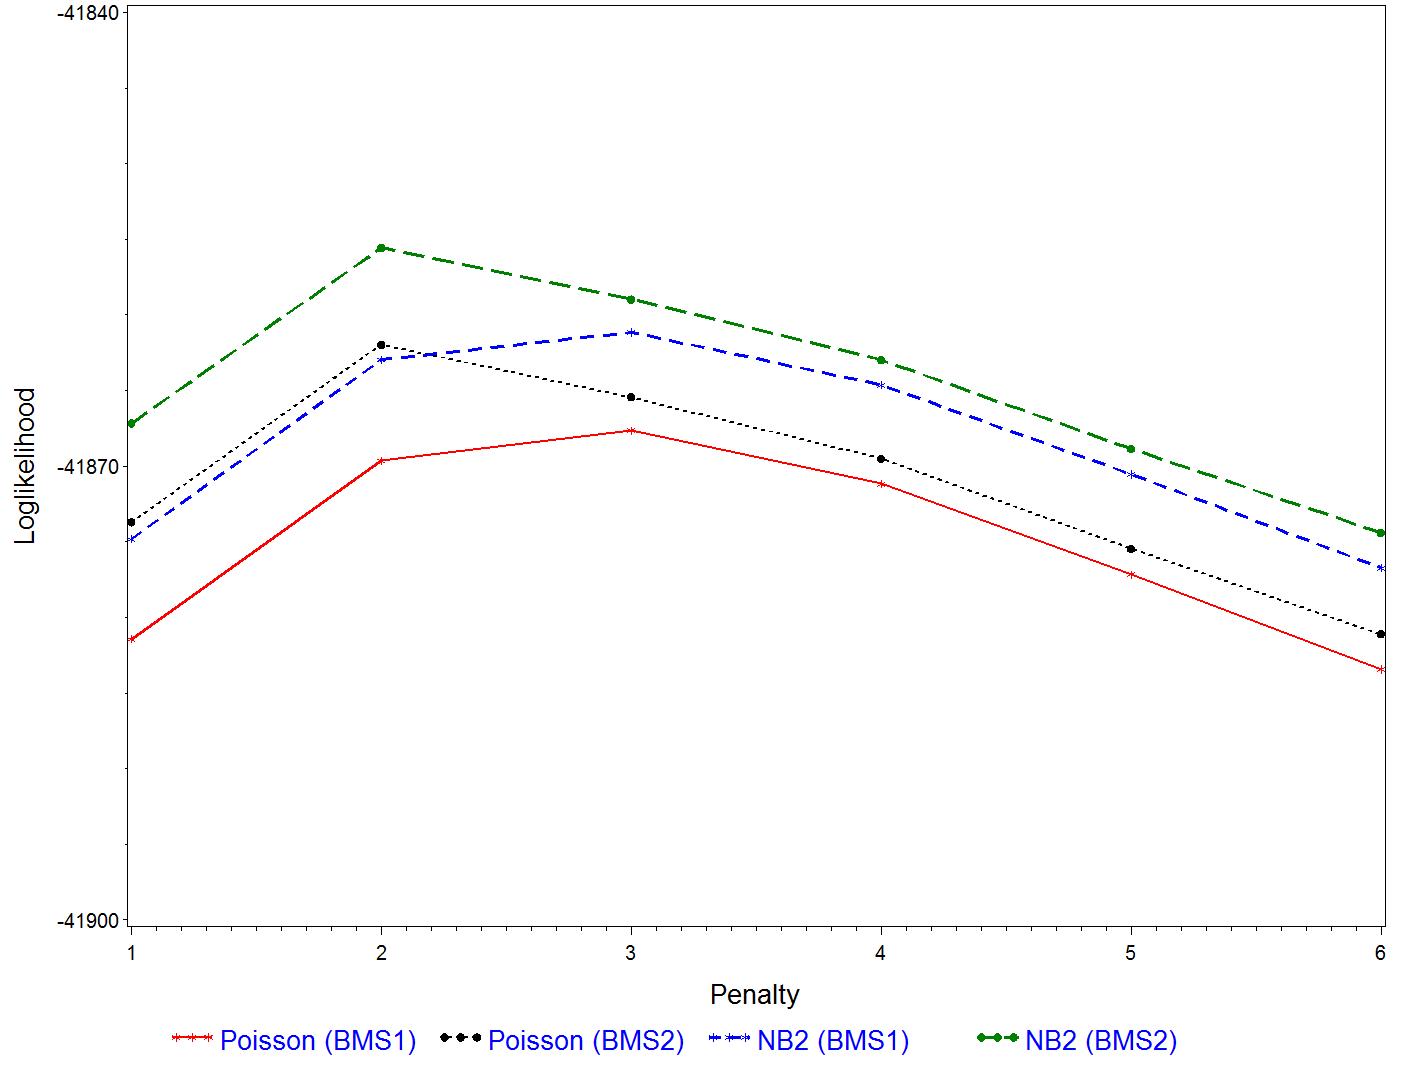 -41840
-41870
-41900
Loglikelihood
1 2 3 4 5 6
Penalty
Poisson (BMS1) Poisson (BMS2) NB2 (BMS1) NB2 (BMS2)